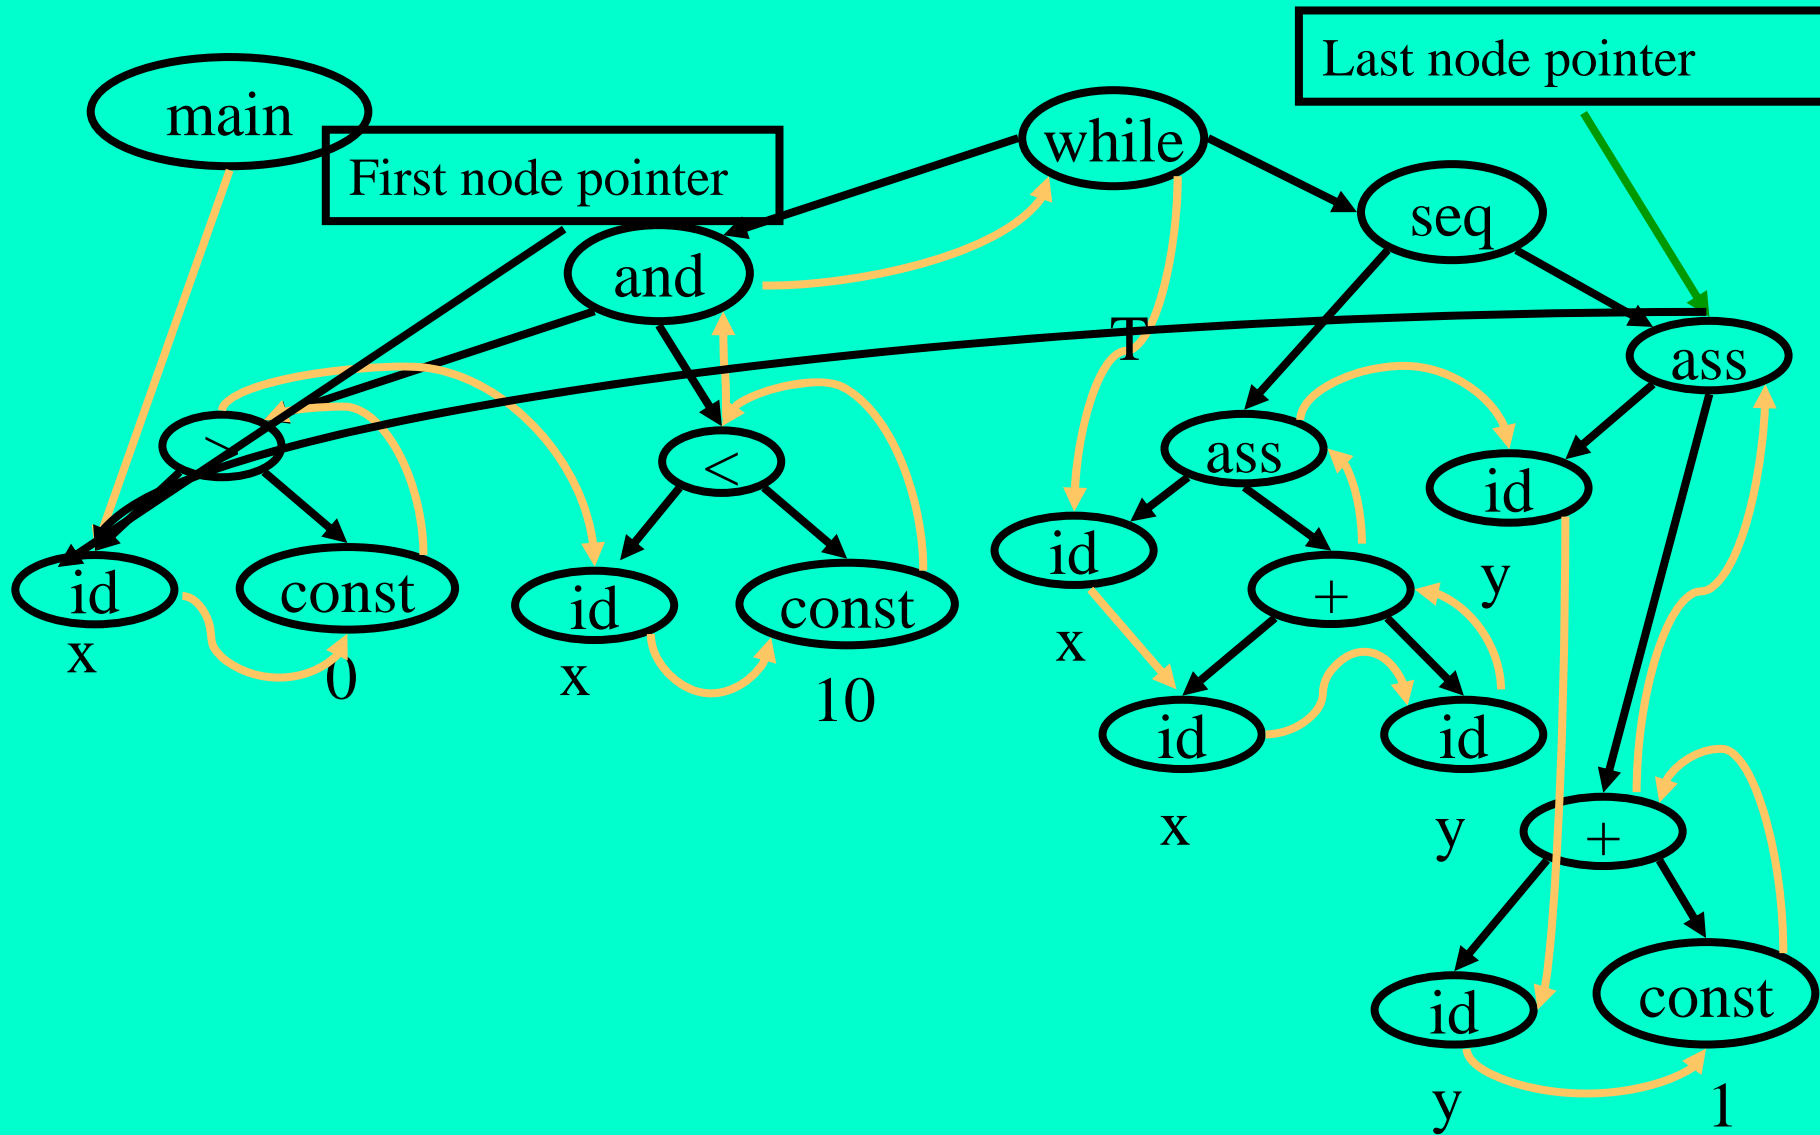 Last node pointer
main
while
First node pointer
seq
and
T
ass
>
<
ass
id
id
const
id
const
id
+
y
x
0
x
10
x
id
id
x
y
+
id
const
y
1